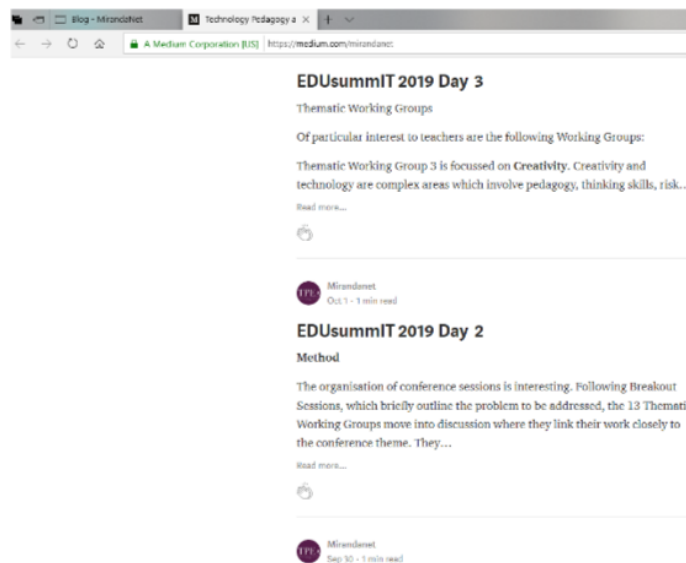 Blog - MirandaNet
Technology Pedagogy a
A Medium Corporation [US]
https://medium.com/mirandanet
EDUsummIT 2019 Day 3
Thematic Working Groups
Of particular interest to teachers are the following Working Groups:
Thematic Working Group 3 is focussed on Creativity. Creativity and
technology are complex areas which involve pedagogy, thinking skills, risk…
Read more...
TPEA
Mirandanet
Oct 1 · 1 min read
EDUsummIT 2019 Day 2
Method
The organisation of conference sessions is interesting. Following Breakout
Sessions, which briefly outline the problem to be addressed, the 13 Themati
Working Groups move into discussion where they link their work closely to
the conference theme. They…
Read more...
TPEA
Mirandanet
Sep 30 · 1 min read